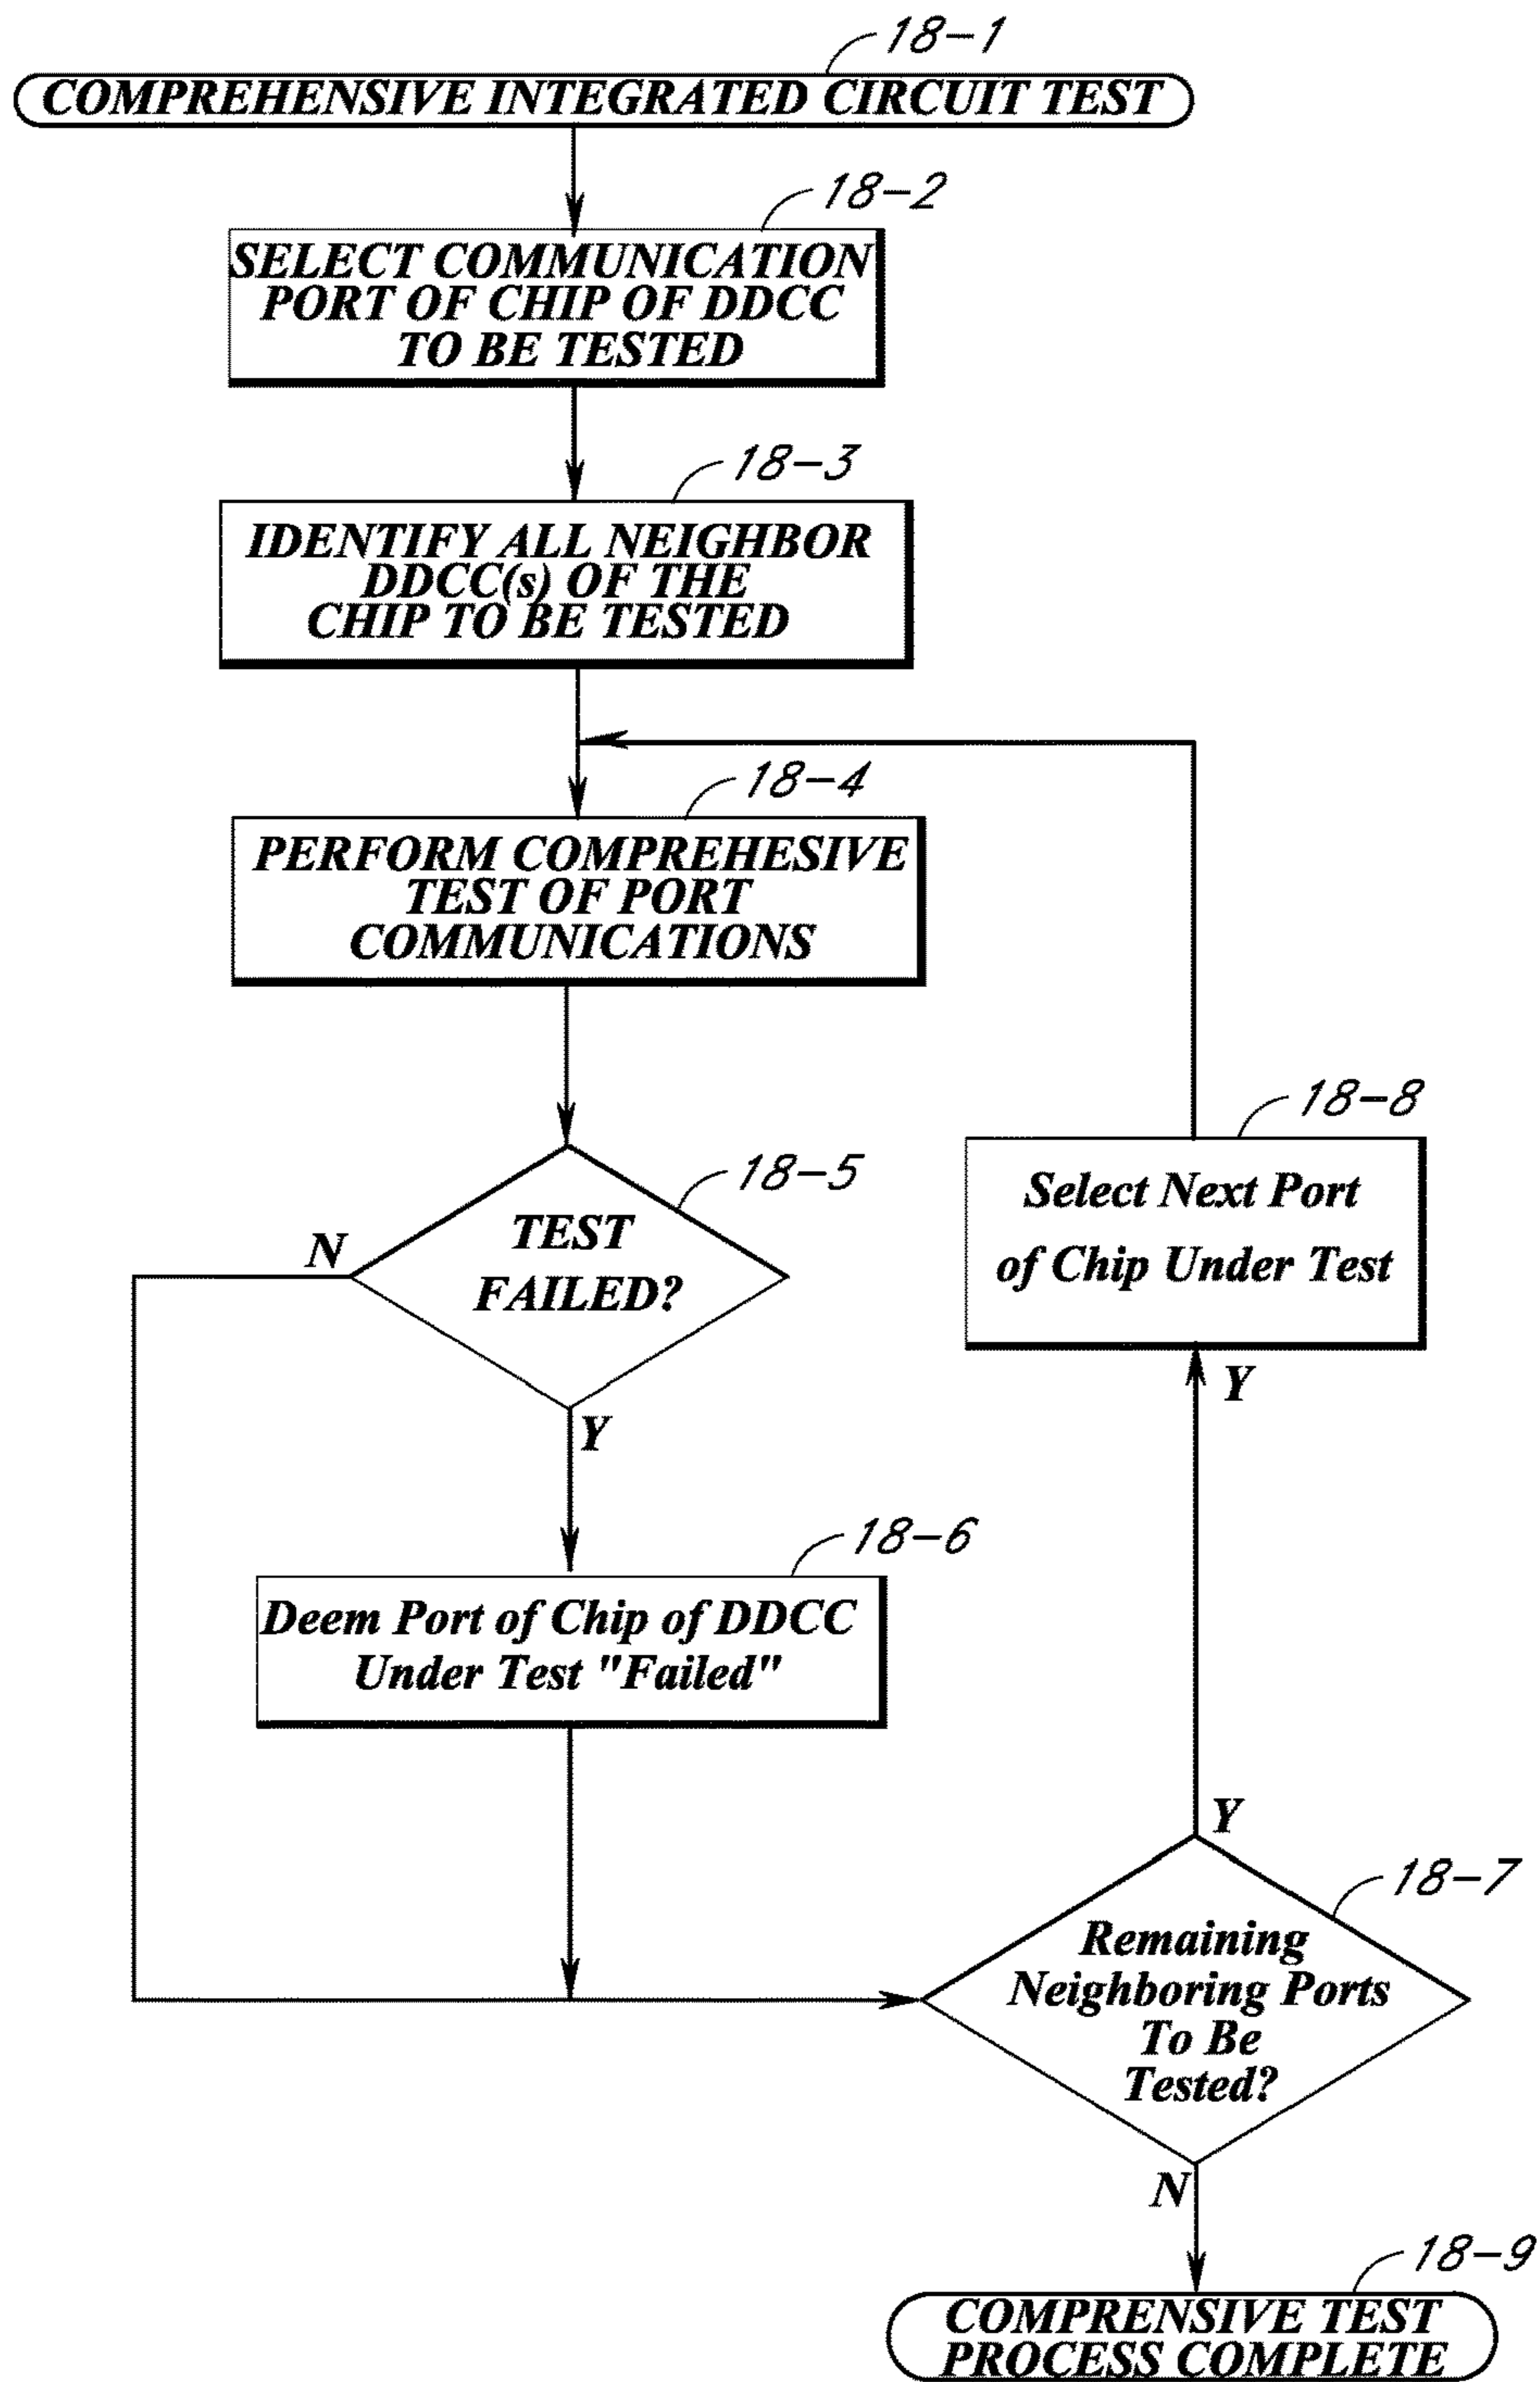 18-1
COMPREHENSIVE INTEGRATED CIRCUIT TEST
18-2
SELECT COMMUNICATION
PORT OF CHIP OF DDCC
TO BE TESTED
18-3
IDENTIFY ALL NEIGHBOR
DDCC(s) OF THE
CHIP TO BE TESTED
18-4
PERFORM COMPREHESIVE
TEST OF PORT
COMMUNICATIONS
18-5
TEST
FAILED?
N
Y
18-6
Deem Port of Chip of DDCC
Under Test "Failed"
18-8
Select Next Port
of Chip Under Test
Y
Y
18-7
Remaining
Neighboring Ports
To Be
Tested?
N
18-9
COMPRENSIVE TEST
PROCESS COMPLETE